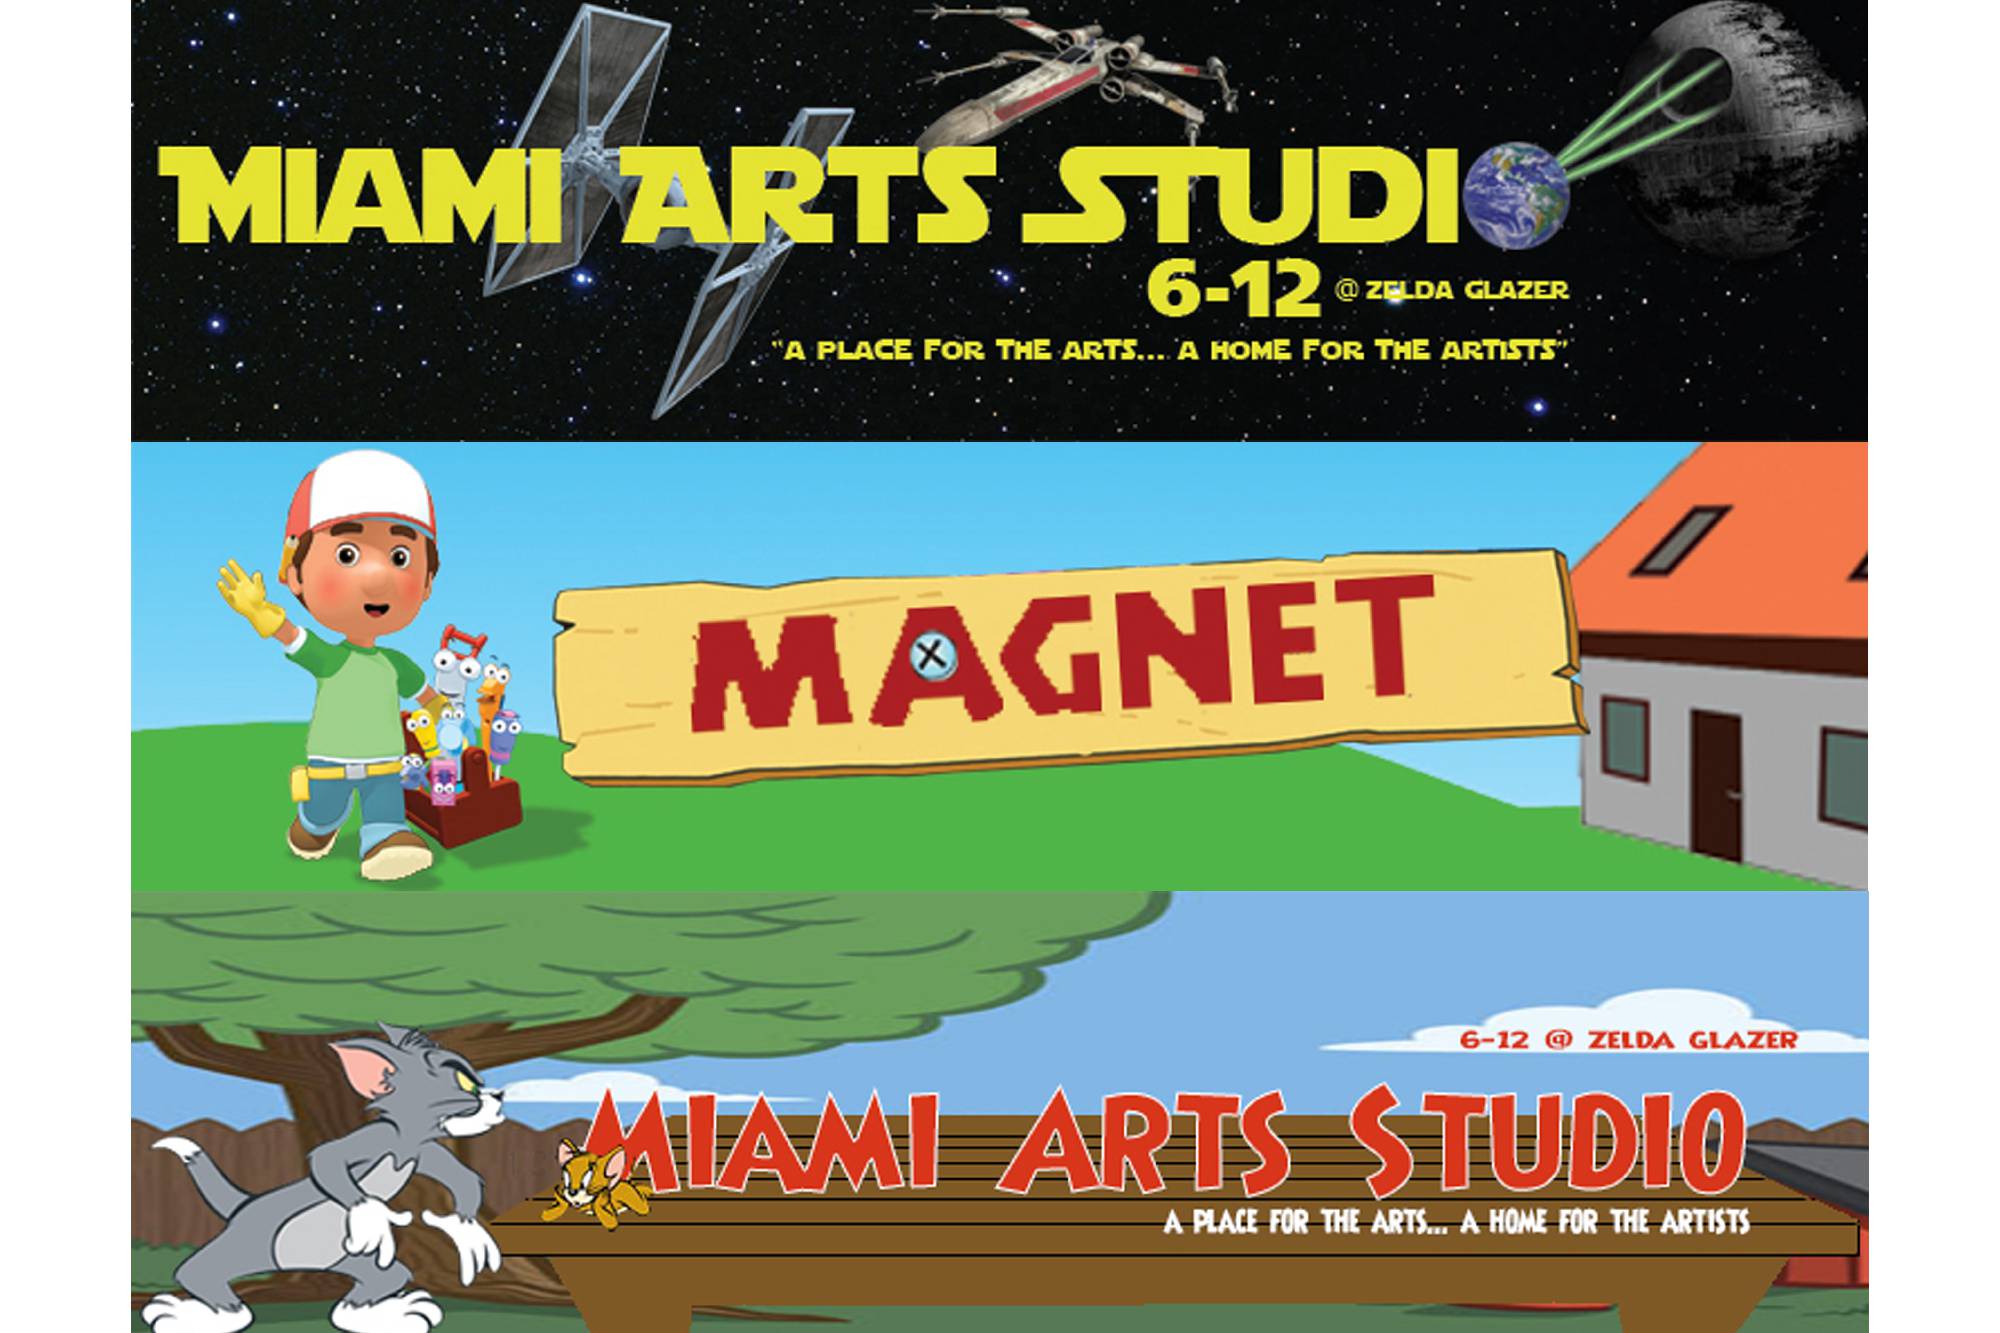 MIAMI ARTS STUDIO
6-12 @ ZELDA GLAZER
"A PLACE FOR THE ARTS... A HOME FOR THE ARTISTS"
MAGNET
6-12 @ ZELDA GLAZER
MIAMI ARTS STUDIO
A PLACE FOR THE ARTS... A HOME FOR THE ARTISTS